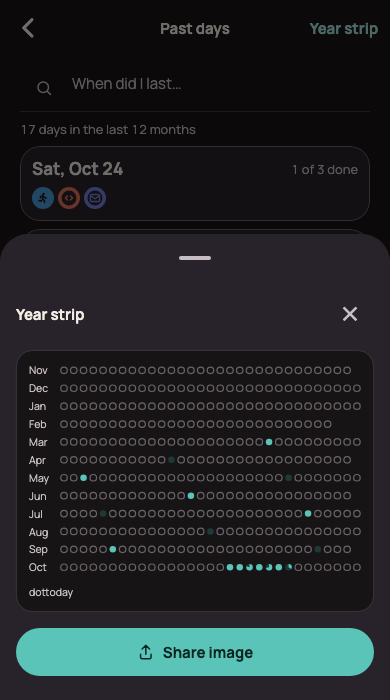 Past days
Year strip
When did I last...
17 days in the last 12 months
Sat, Oct 24
1 of 3 done
Year strip
Nov
Dec
Jan
Feb
Mar
Apr
May
Jun
Jul
Aug
Sep
Oct
dottoday
Share image